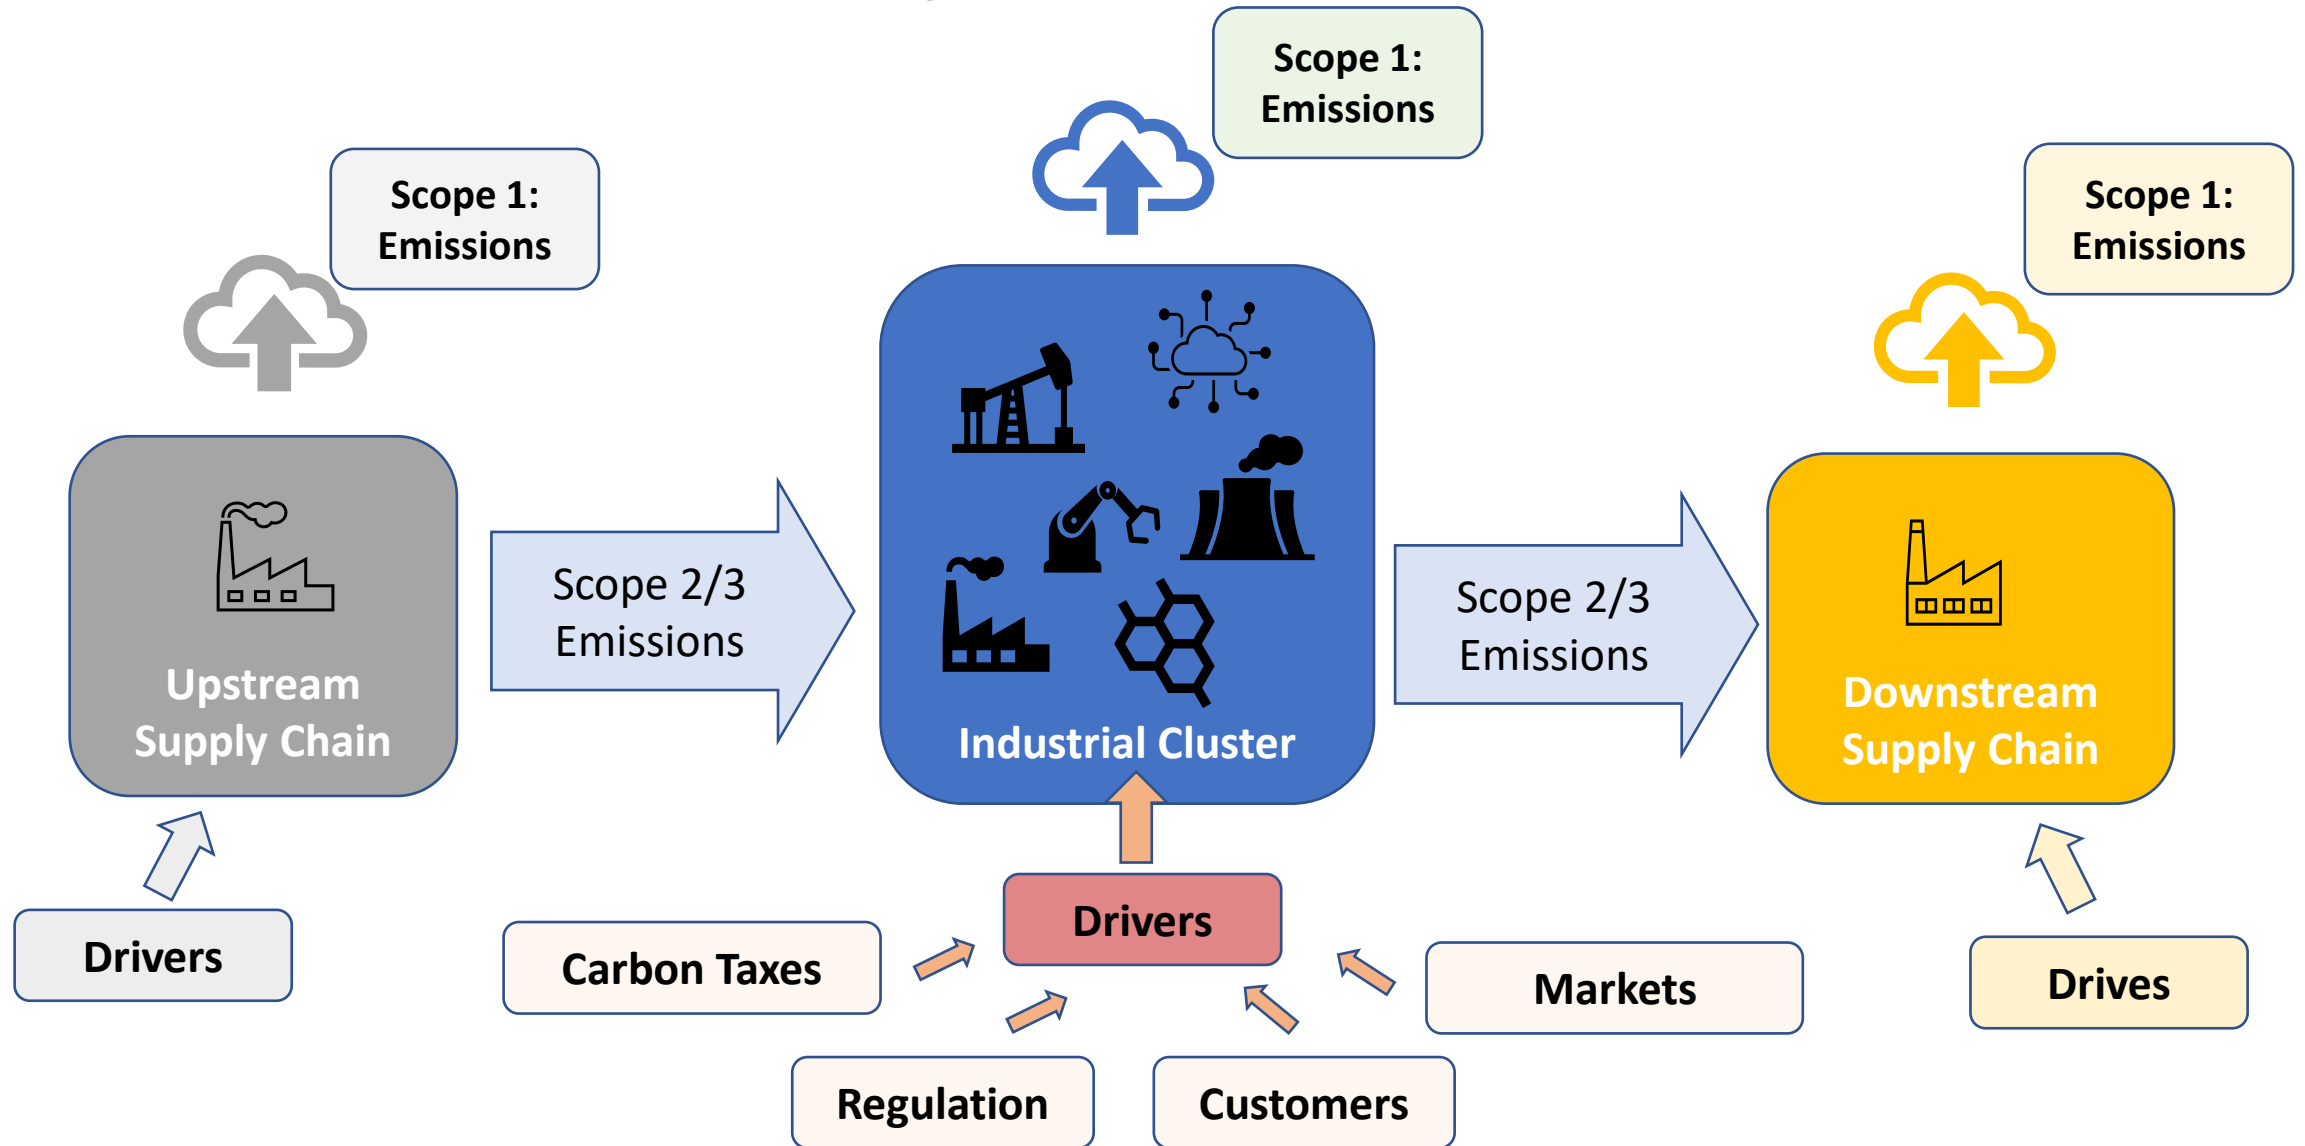 Scope 1:
Emissions
Scope 1:
Emissions
Scope 1:
Emissions
Upstream
Supply Chain
Scope 2/3
Emissions
Industrial Cluster
Scope 2/3
Emissions
Downstream
Supply Chain
Drivers
Carbon Taxes
Drivers
Markets
Drives
Regulation
Customers